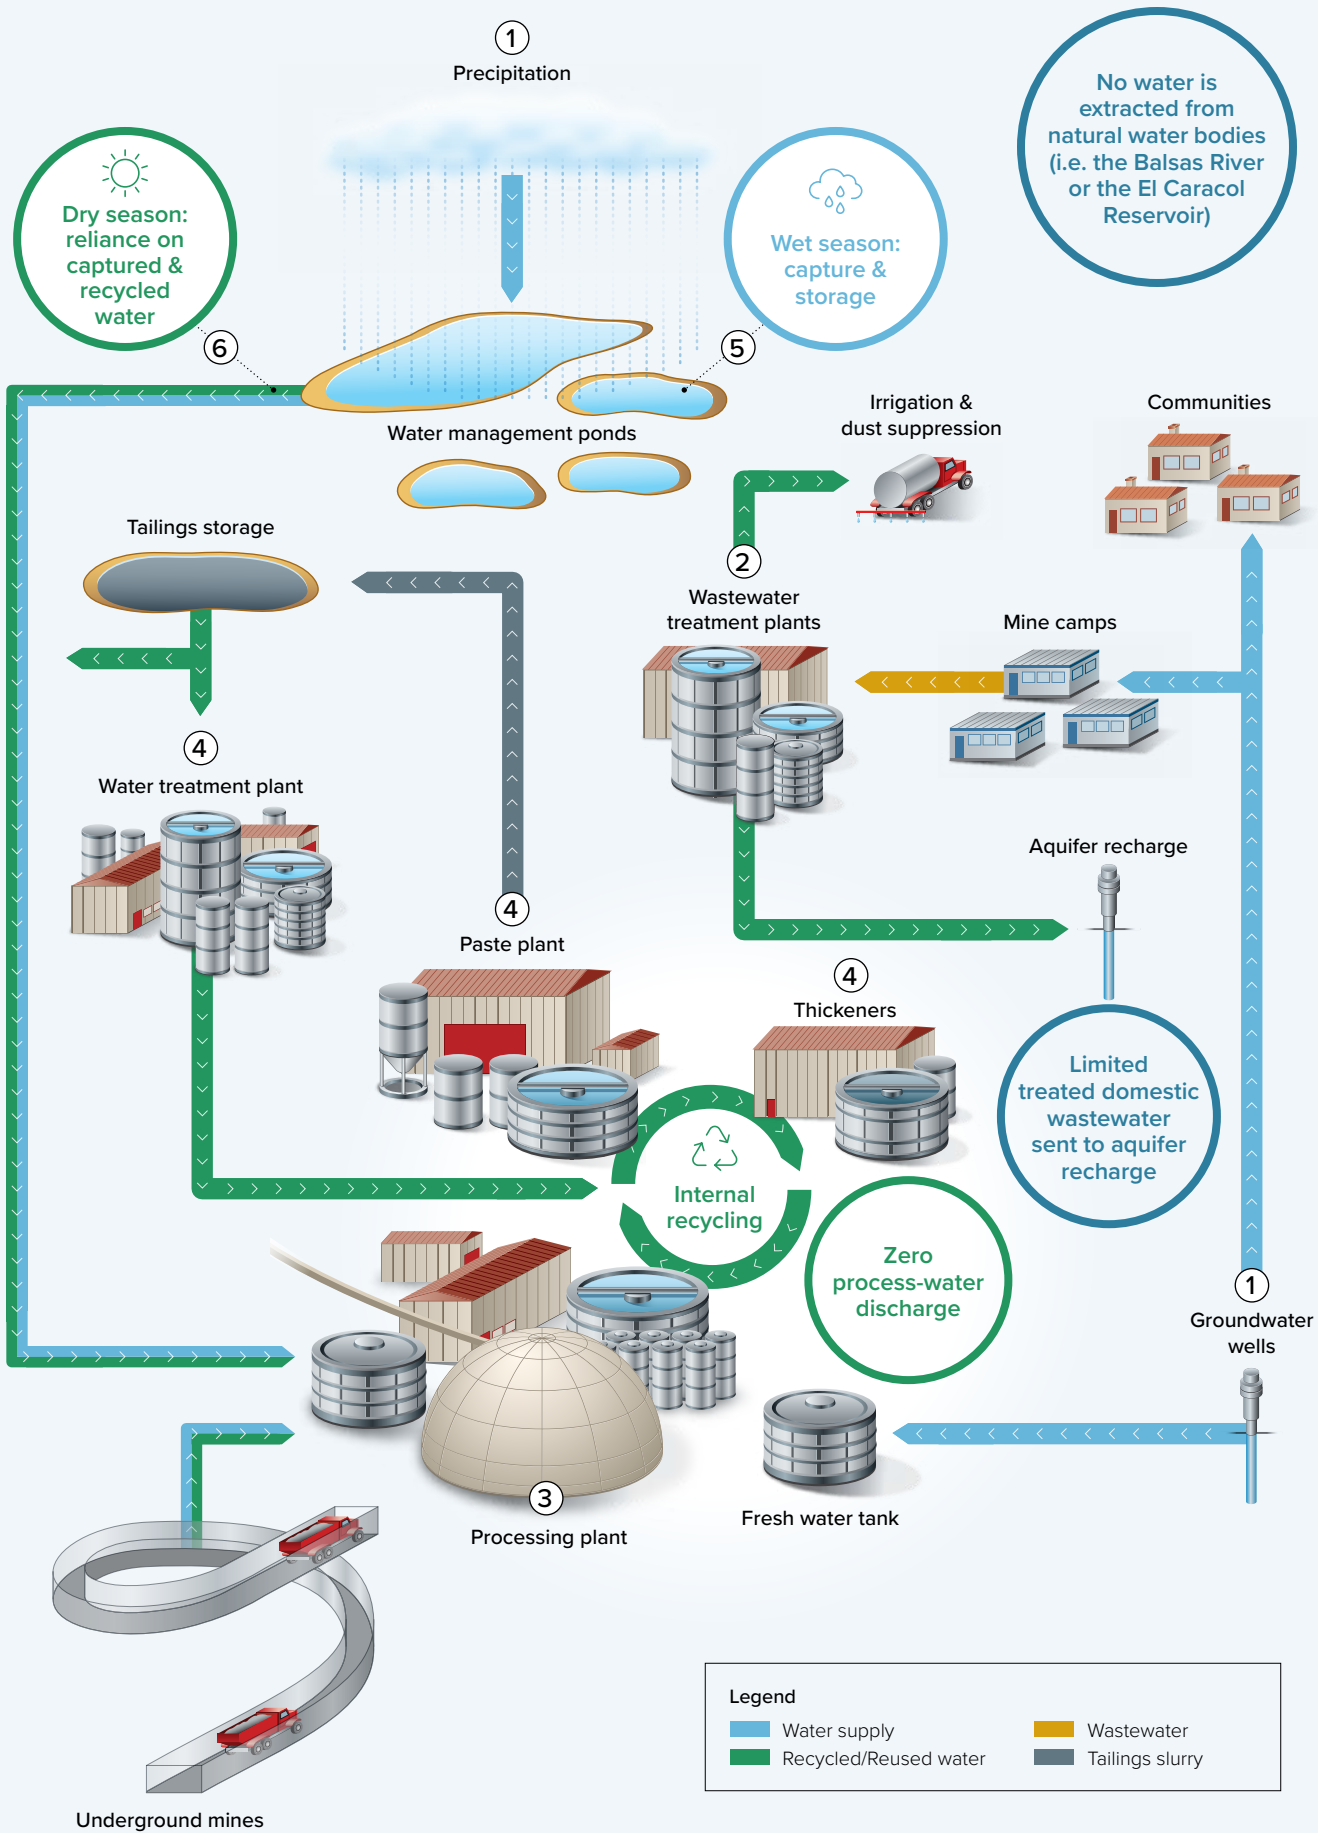 1
Precipitation
No water is
extracted from
natural water bodies
(i.e. the Balsas River
or the El Caracol
Reservoir)
Dry season:
reliance on
captured &
recycled
water
Wet season:
capture &
storage
6
5
Water management ponds
Irrigation &
dust suppression
Communities
Tailings storage
2
Wastewater
treatment plants
Mine camps
4
Water treatment plant
Aquifer recharge
4
Paste plant
4
Thickeners
Limited
treated domestic
wastewater
sent to aquifer
recharge
Internal
recycling
Zero
process-water
discharge
1
Groundwater
wells
3
Processing plant
Fresh water tank
Underground mines
Legend
Water supply
Recycled/Reused water
Wastewater
Tailings slurry